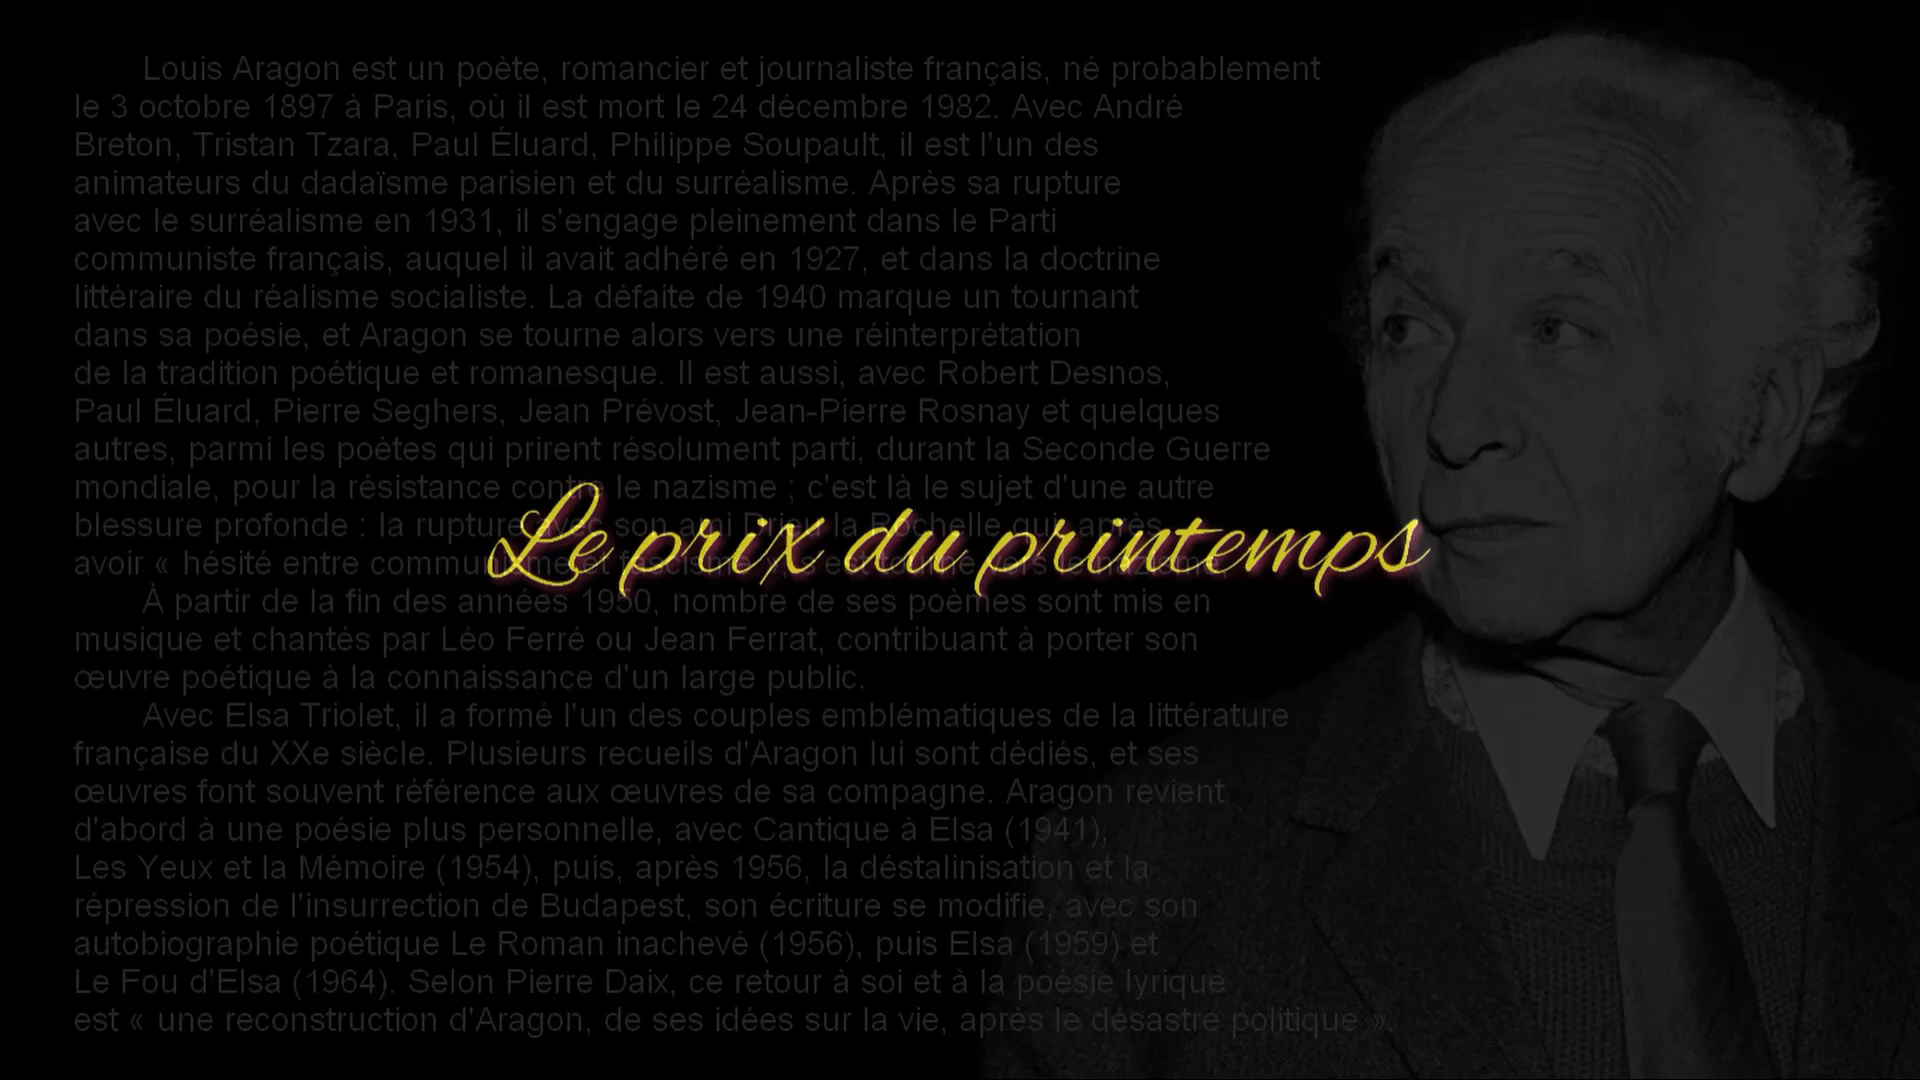 Louis Aragon est un poète, romancier et journaliste français, né probablement
le 3 octobre 1897 à Paris, où il est mort le 24 décembre 1982. Avec André
Breton, Tristan Tzara, Paul Éluard, Philippe Soupault, il est l'un des
animateurs du dadaïsme parisien et du surréalisme. Après sa rupture
avec le surréalisme en 1931, il s'engage pleinement dans le Parti
communiste français, auquel il avait adhéré en 1927, et dans la doctrine
littéraire du réalisme socialiste. La défaite de 1940 marque un tournant
dans sa poésie, et Aragon se tourne alors vers une réinterprétation
de la tradition poétique et romanesque. Il est aussi, avec Robert Desnos,
Paul Éluard, Pierre Seghers, Jean Prévost, Jean-Pierre Rosnay et quelques
autres, parmi les poètes qui prirent résolument parti, durant la Seconde Guerre
mondiale, pour la résistance contre le nazisme ; c'est là le sujet d'une autre
blessure profonde : la rupture avec son ami Drieu la Rochelle qui après
avoir « hésité entre
Le prix du printemps
À partir de la fin des années 1950, nombre de ses poèmes sont mis en
musique et chantés par Léo Ferré ou Jean Ferrat, contribuant à porter son
œuvre poétique à la connaissance d'un large public.
Avec Elsa Triolet, il a formé l'un des couples emblématiques de la littérature
française du XXe siècle. Plusieurs recueils d'Aragon lui sont dédiés, et ses
œuvres font souvent référence aux œuvres de sa compagne. Aragon revient
d'abord à une poésie plus personnelle, avec Cantique à Elsa (1941),
Les Yeux et la Mémoire (1954), puis, après 1956, la déstalinisation et la
répression de l'insurrection de Budapest, son écriture se modifie, avec son
autobiographie poétique Le Roman inachevé (1956), puis Elsa (1959) et
Le Fou d'Elsa (1964). Selon Pierre Daix, ce retour à soi et à la poésie lyrique
est « une reconstruction d'Aragon, de ses idées sur la vie, après le désastre politique ».